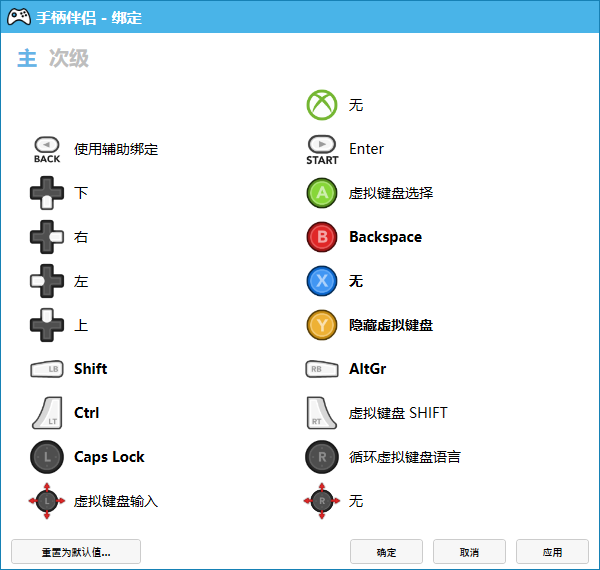 手柄伴侣 - 绑定
主 次级
无
BACK 使用辅助绑定
START Enter
下
A 虚拟键盘选择
右
B Backspace
左
X 无
上
Y 隐藏虚拟键盘
LB Shift
RB AltGr
LT Ctrl
RT 虚拟键盘 SHIFT
L Caps Lock
R 循环虚拟键盘语言
L 虚拟键盘输入
R 无
重置为默认值...
确定 取消 应用